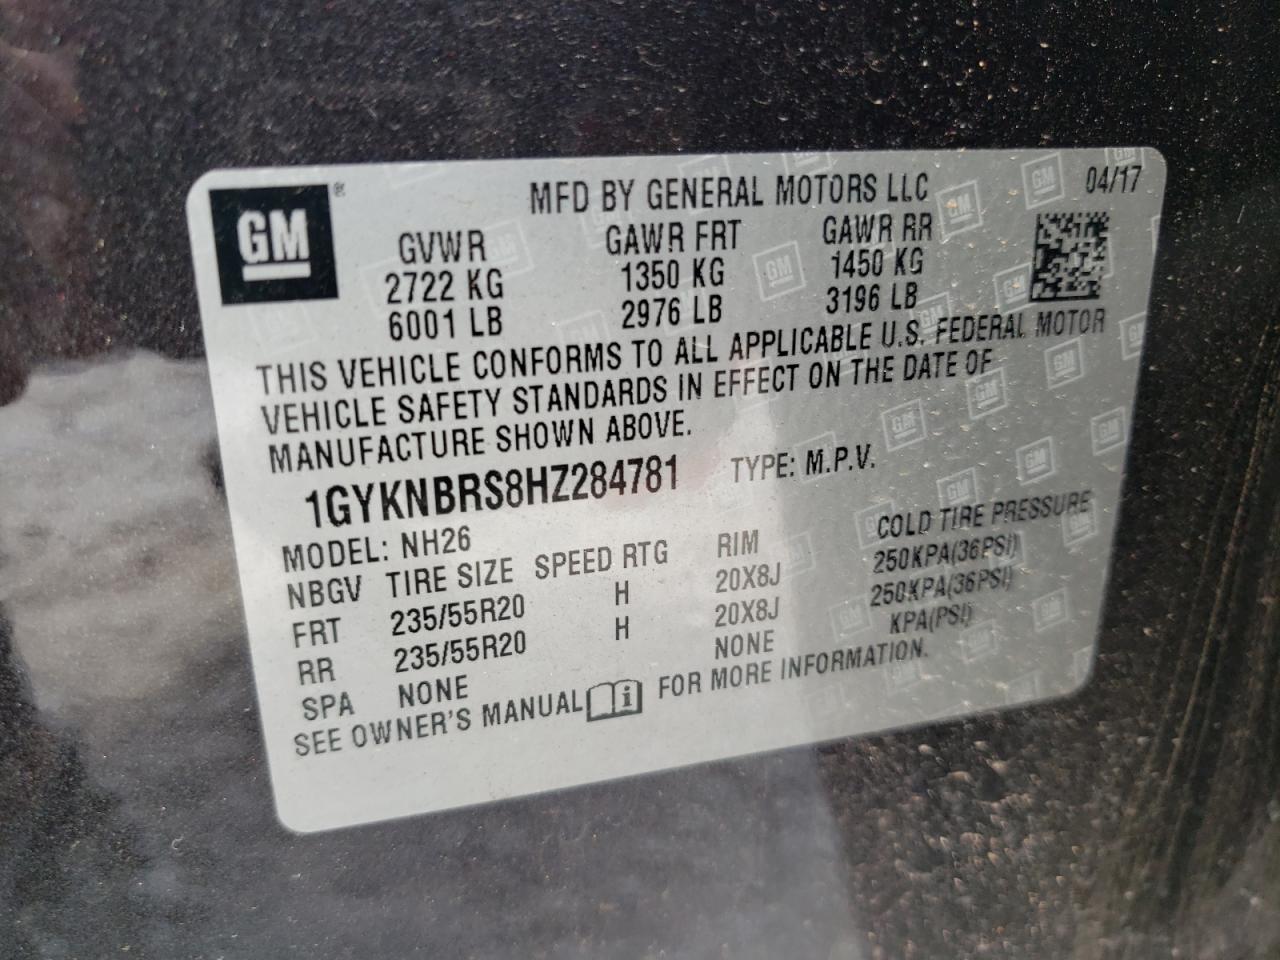 GM ®
MFD BY GENERAL MOTORS LLC 04/17
GVWR GAWR FRT GAWR RR
2722 KG 1350 KG 1450 KG
6001 LB 2976 LB 3196 LB
THIS VEHICLE CONFORMS TO ALL APPLICABLE U.S. FEDERAL MOTOR
VEHICLE SAFETY STANDARDS IN EFFECT ON THE DATE OF
MANUFACTURE SHOWN ABOVE.
1GYKNBRS8HZ284781 TYPE: M.P.V.
MODEL: NH26
NBGV TIRE SIZE SPEED RTG RIM COLD TIRE PRESSURE
FRT 235/55R20 H 20X8J 250KPA(36PSI)
RR 235/55R20 H 20X8J 250KPA(36PSI)
SPA NONE NONE KPA(PSI)
SEE OWNER'S MANUAL i FOR MORE INFORMATION.